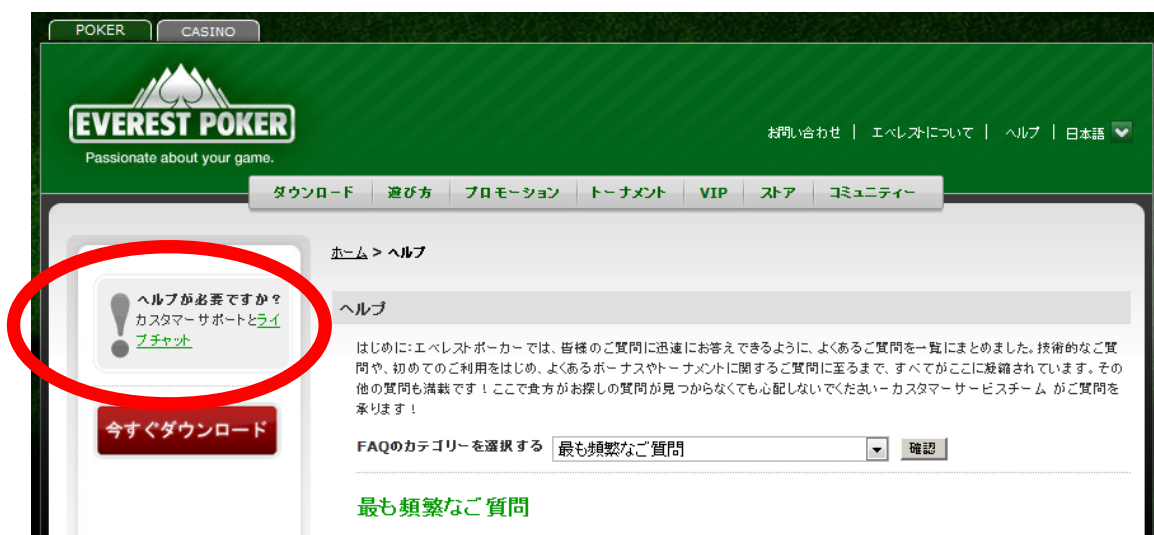 POKER
CASINO
EVEREST POKER
Passionate about your game.
お問い合わせ | エベレストについて | ヘルプ | 日本語
ダウンロード 遊び方 プロモーション トーナメント VIP ストア コミュニティー
ホーム > ヘルプ
ヘルプが必要ですか?
カスタマーサポートとライ
ブチャット
今すぐダウンロード
ヘルプ
はじめに:エベレストポーカーでは、皆様のご質問に迅速にお答えできるように、よくあるご質問を一覧にまとめました。技術的なご質
問や、初めてのご利用をはじめ、よくあるボーナスやトーナメントに関するご質問に至るまで、すべてがここに凝縮されています。その
他の質問も満載です!ここで貴方がお探しの質問が見つからなくても心配しないでください-カスタマーサービスチーム がご質問を
承ります!
FAQのカテゴリーを選択する 最も頻繁なご質問 確認
最も頻繁なご質問